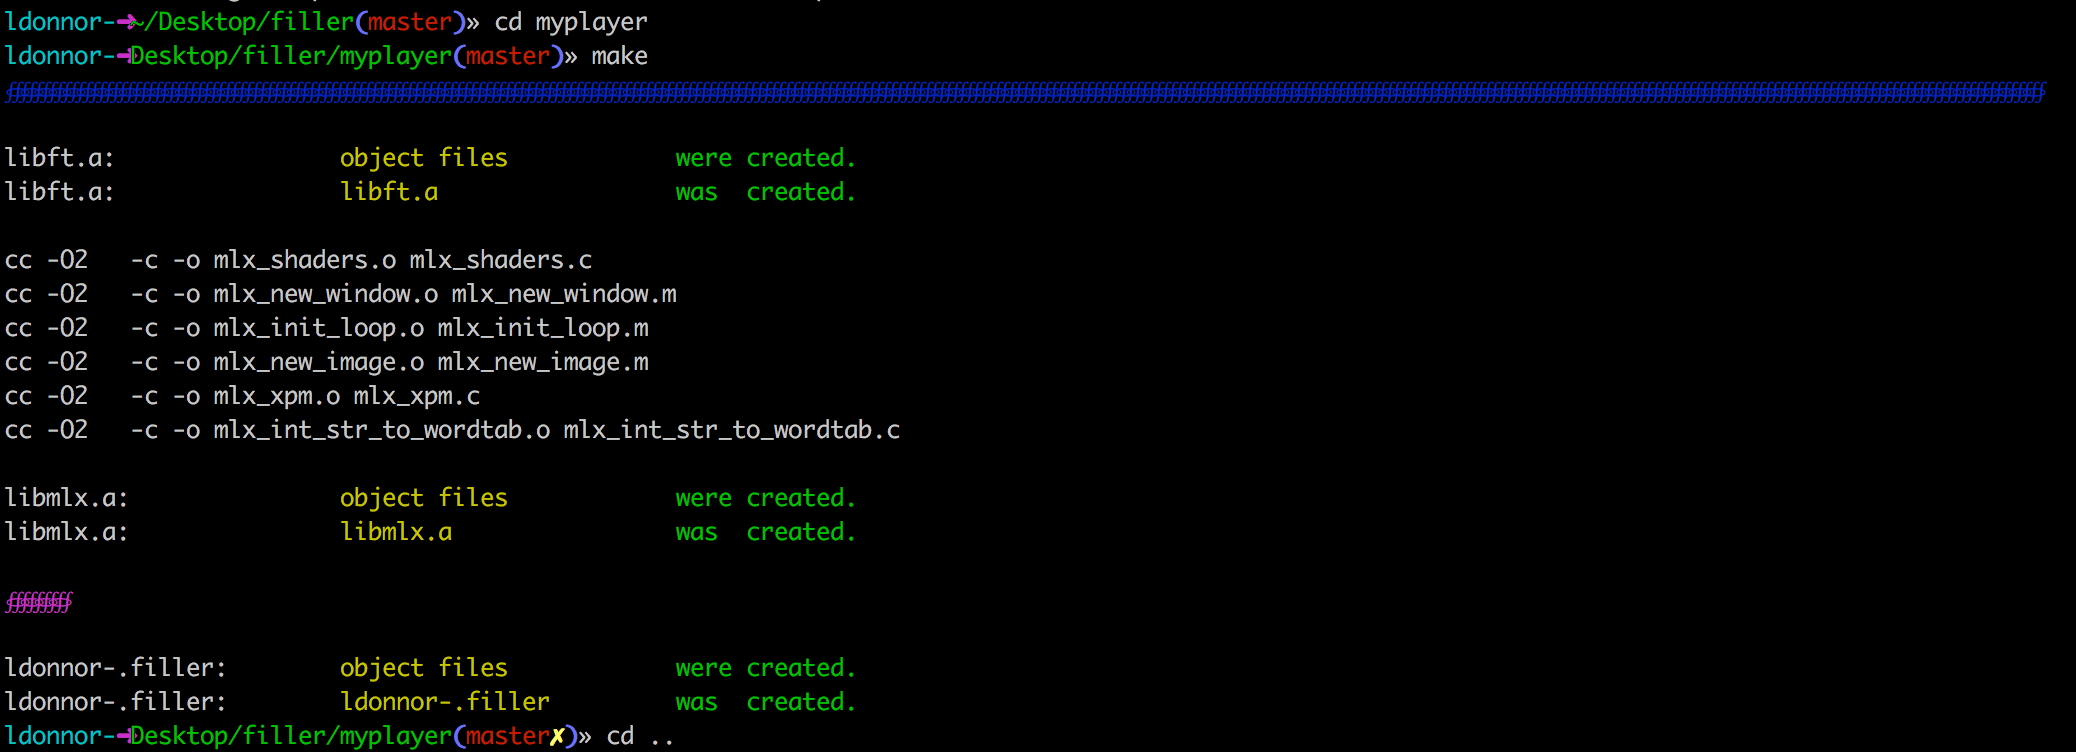 ldonnor-➜~/Desktop/filler(master)» cd myplayer
ldonnor-➜Desktop/filler/myplayer(master)» make
libft.a: object files were created.
libft.a: libft.a was created.
cc -O2 -c -o mlx_shaders.o mlx_shaders.c
cc -O2 -c -o mlx_new_window.o mlx_new_window.m
cc -O2 -c -o mlx_init_loop.o mlx_init_loop.m
cc -O2 -c -o mlx_new_image.o mlx_new_image.m
cc -O2 -c -o mlx_xpm.o mlx_xpm.c
cc -O2 -c -o mlx_int_str_to_wordtab.o mlx_int_str_to_wordtab.c
libmlx.a: object files were created.
libmlx.a: libmlx.a was created.
ldonnor-.filler: object files were created.
ldonnor-.filler: ldonnor-.filler was created.
ldonnor-➜Desktop/filler/myplayer(master✗)» cd ..